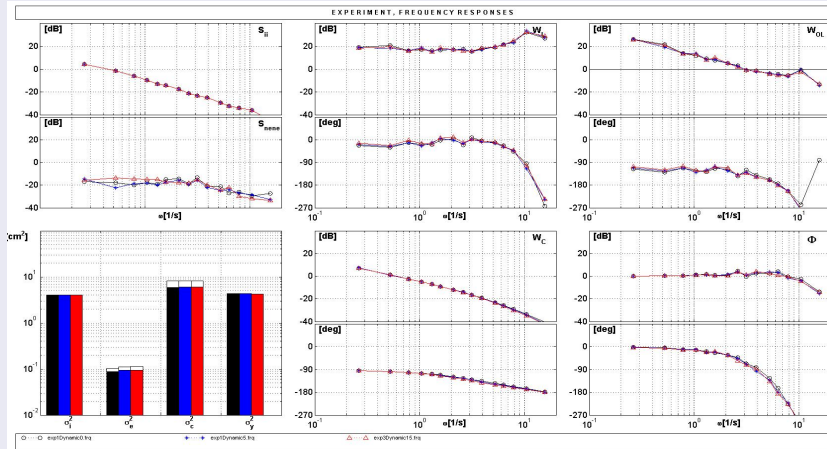 EXPERIMENT, FREQUENCY RESPONSES
[dB] S_ii
20
0
-20
-40
[dB] S_nene
20
0
-20
-40
ω[1/s]
[dB]
20
0
-20
-40
[deg]
0
-90
-180
-270
10^-1 10^0 10^1
ω[1/s]
[dB] W_OL
20
0
-20
-40
[deg]
0
-90
-180
-270
10^-1 10^0 10^1
ω[1/s]
[cm^2]
10^2
10^1
10^0
10^-1
10^-2
σ_i^2 σ_e^2 σ_c^2 σ_y^2
[dB] W_C
20
0
-20
-40
[deg]
0
-90
-180
-270
10^-1 10^0 10^1
ω[1/s]
[dB] Φ
20
0
-20
-40
[deg]
0
-90
-180
-270
10^-1 10^0 10^1
ω[1/s]
exp1Dynamic0.frq exp1Dynamic5.frq exp3Dynamic15.frq